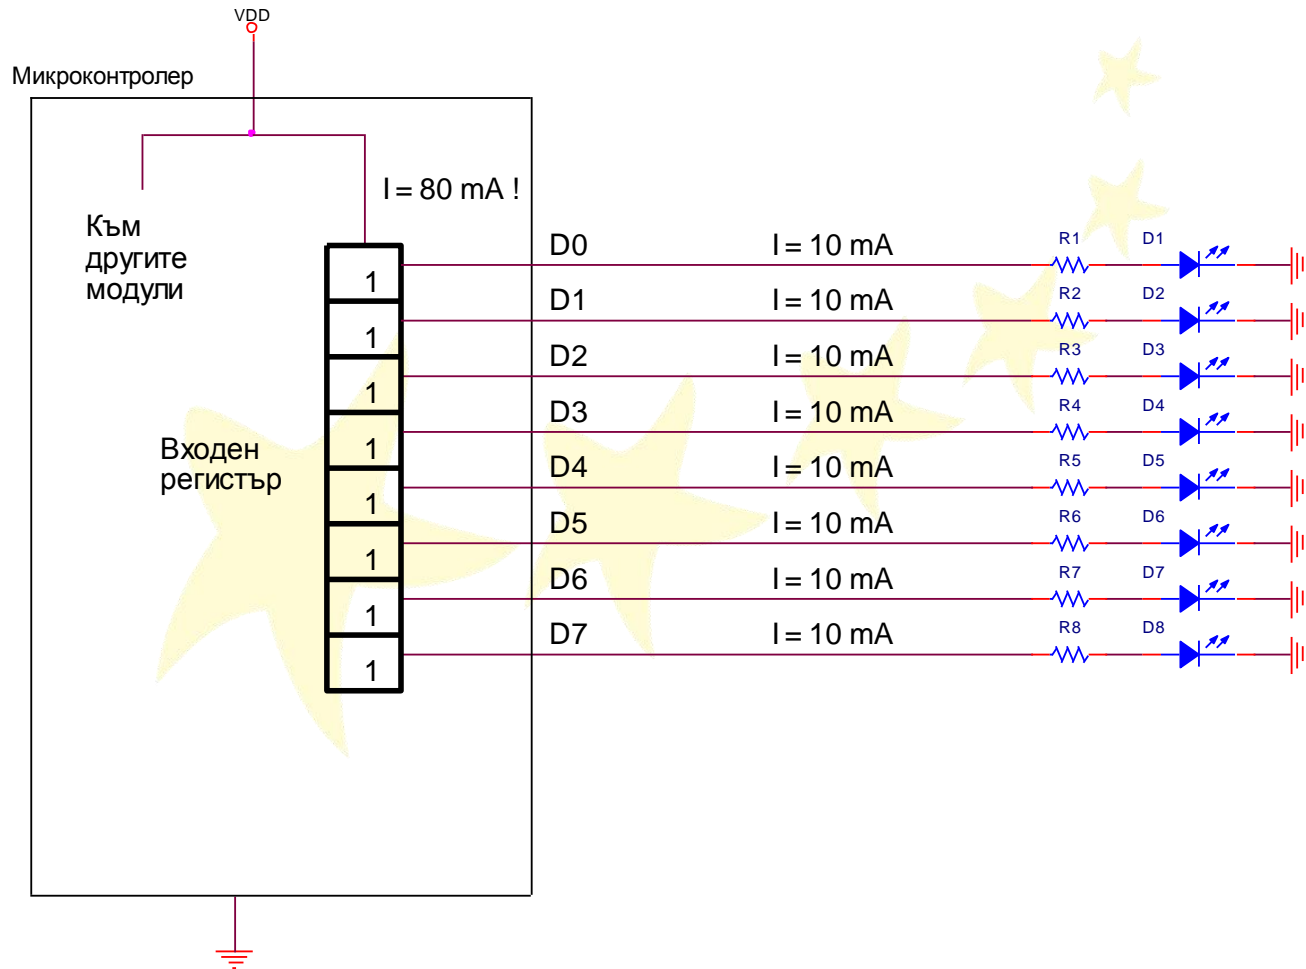 VDD
Микроконтролер
I = 80 mA !
Към
другите
модули
Входен
регистър
1
1
1
1
1
1
1
1
D0 I = 10 mA R1 D1
D1 I = 10 mA R2 D2
D2 I = 10 mA R3 D3
D3 I = 10 mA R4 D4
D4 I = 10 mA R5 D5
D5 I = 10 mA R6 D6
D6 I = 10 mA R7 D7
D7 I = 10 mA R8 D8